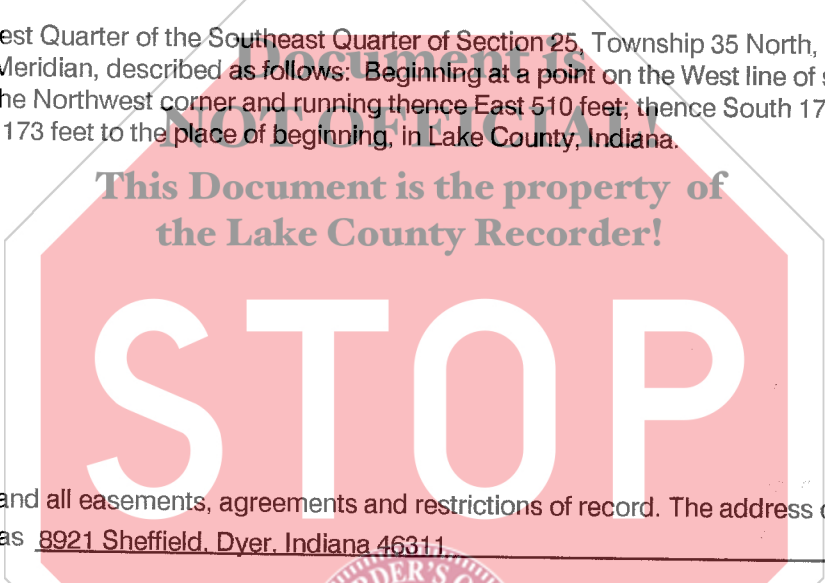 est Quarter of the Southeast Quarter of Section 25, Township 35 North,
Meridian, described as follows: Beginning at a point on the West line of s
he Northwest corner and running thence East 510 feet; thence South 17
173 feet to the place of beginning, in Lake County, Indiana.
Document is
NOT OFFICIAL!
This Document is the property of
the Lake County Recorder!
STOP
and all easements, agreements and restrictions of record. The address o
as 8921 Sheffield, Dyer, Indiana 46311
RDER'S O